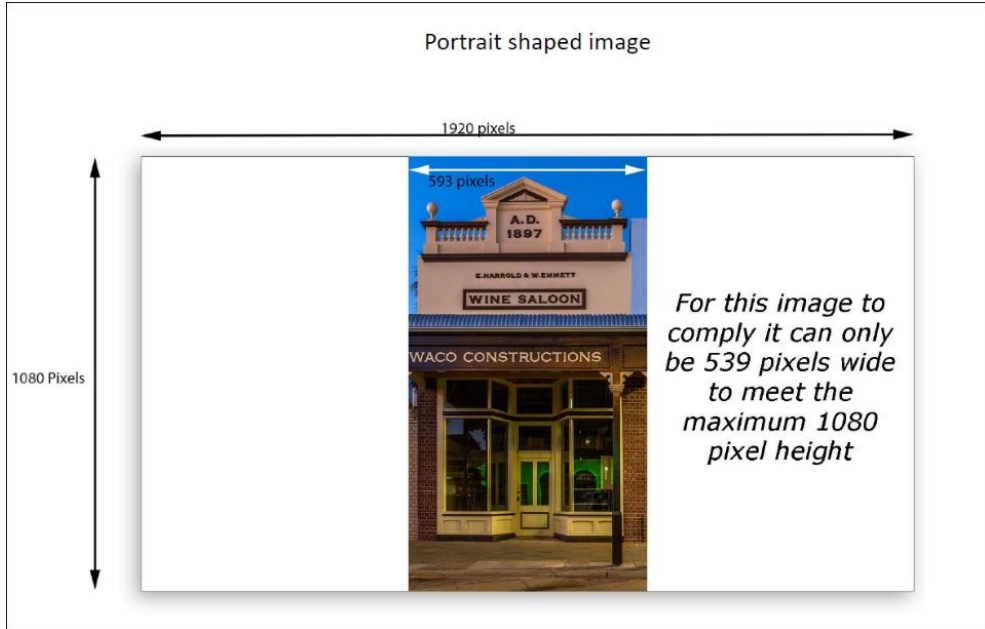 Portrait shaped image
1920 pixels
593 pixels
A.D.
1897
E.HARROLD & W.EMMETT
WINE SALOON
WACO CONSTRUCTIONS
1080 Pixels
For this image to
comply it can only
be 539 pixels wide
to meet the
maximum 1080
pixel height